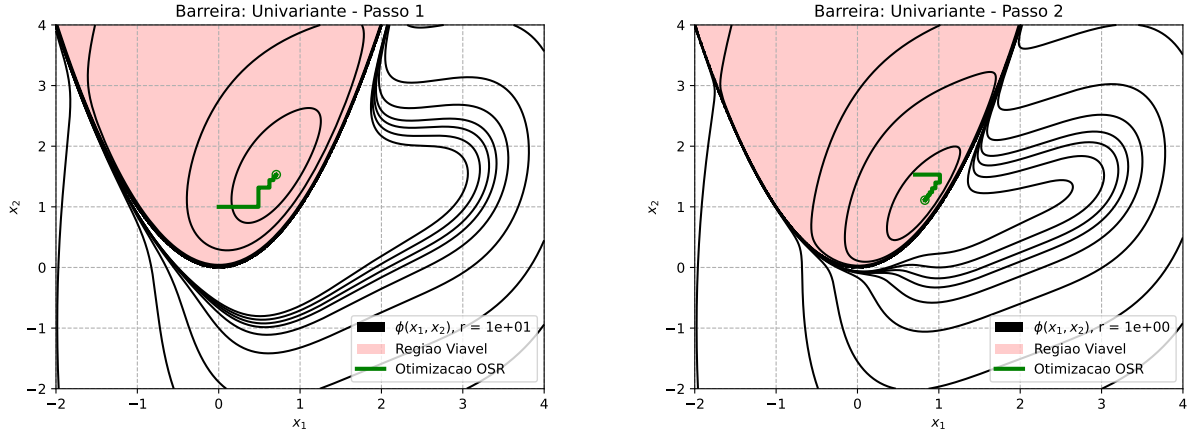 Barreira: Univariante - Passo 1
4
3
2
1
0
−1
−2
x₂
−2 −1 0 1 2 3 4
x₁
ϕ(x₁, x₂), r = 1e+01
Regiao Viavel
Otimizacao OSR
Barreira: Univariante - Passo 2
4
3
2
1
0
−1
−2
x₂
−2 −1 0 1 2 3 4
x₁
ϕ(x₁, x₂), r = 1e+00
Regiao Viavel
Otimizacao OSR